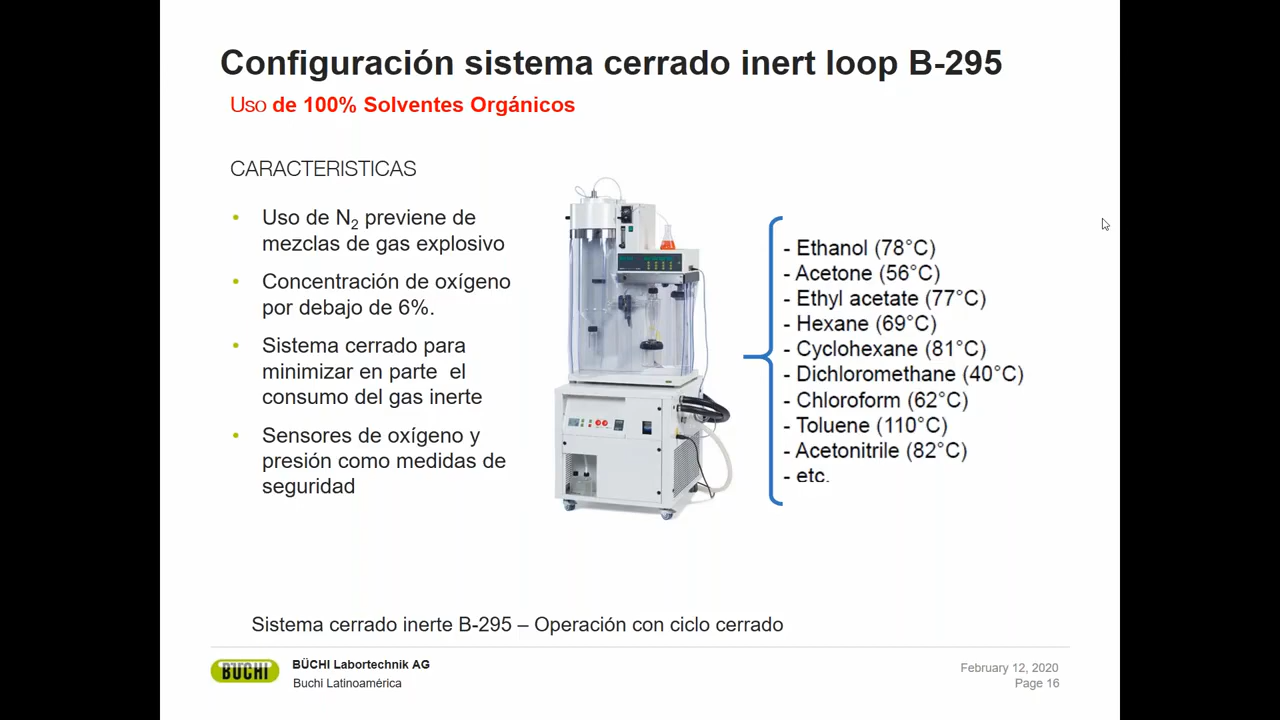 Configuración sistema cerrado inert loop B-295
Uso de 100% Solventes Orgánicos
CARACTERISTICAS
• Uso de N₂ previene de
mezclas de gas explosivo
• Concentración de oxígeno
por debajo de 6%.
• Sistema cerrado para
minimizar en parte el
consumo del gas inerte
• Sensores de oxígeno y
presión como medidas de
seguridad
- Ethanol (78°C)
- Acetone (56°C)
- Ethyl acetate (77°C)
- Hexane (69°C)
- Cyclohexane (81°C)
- Dichloromethane (40°C)
- Chloroform (62°C)
- Toluene (110°C)
- Acetonitrile (82°C)
- etc.
Sistema cerrado inerte B-295 – Operación con ciclo cerrado
BÜCHI
BÜCHI Labortechnik AG
Buchi Latinoamérica
February 12, 2020
Page 16